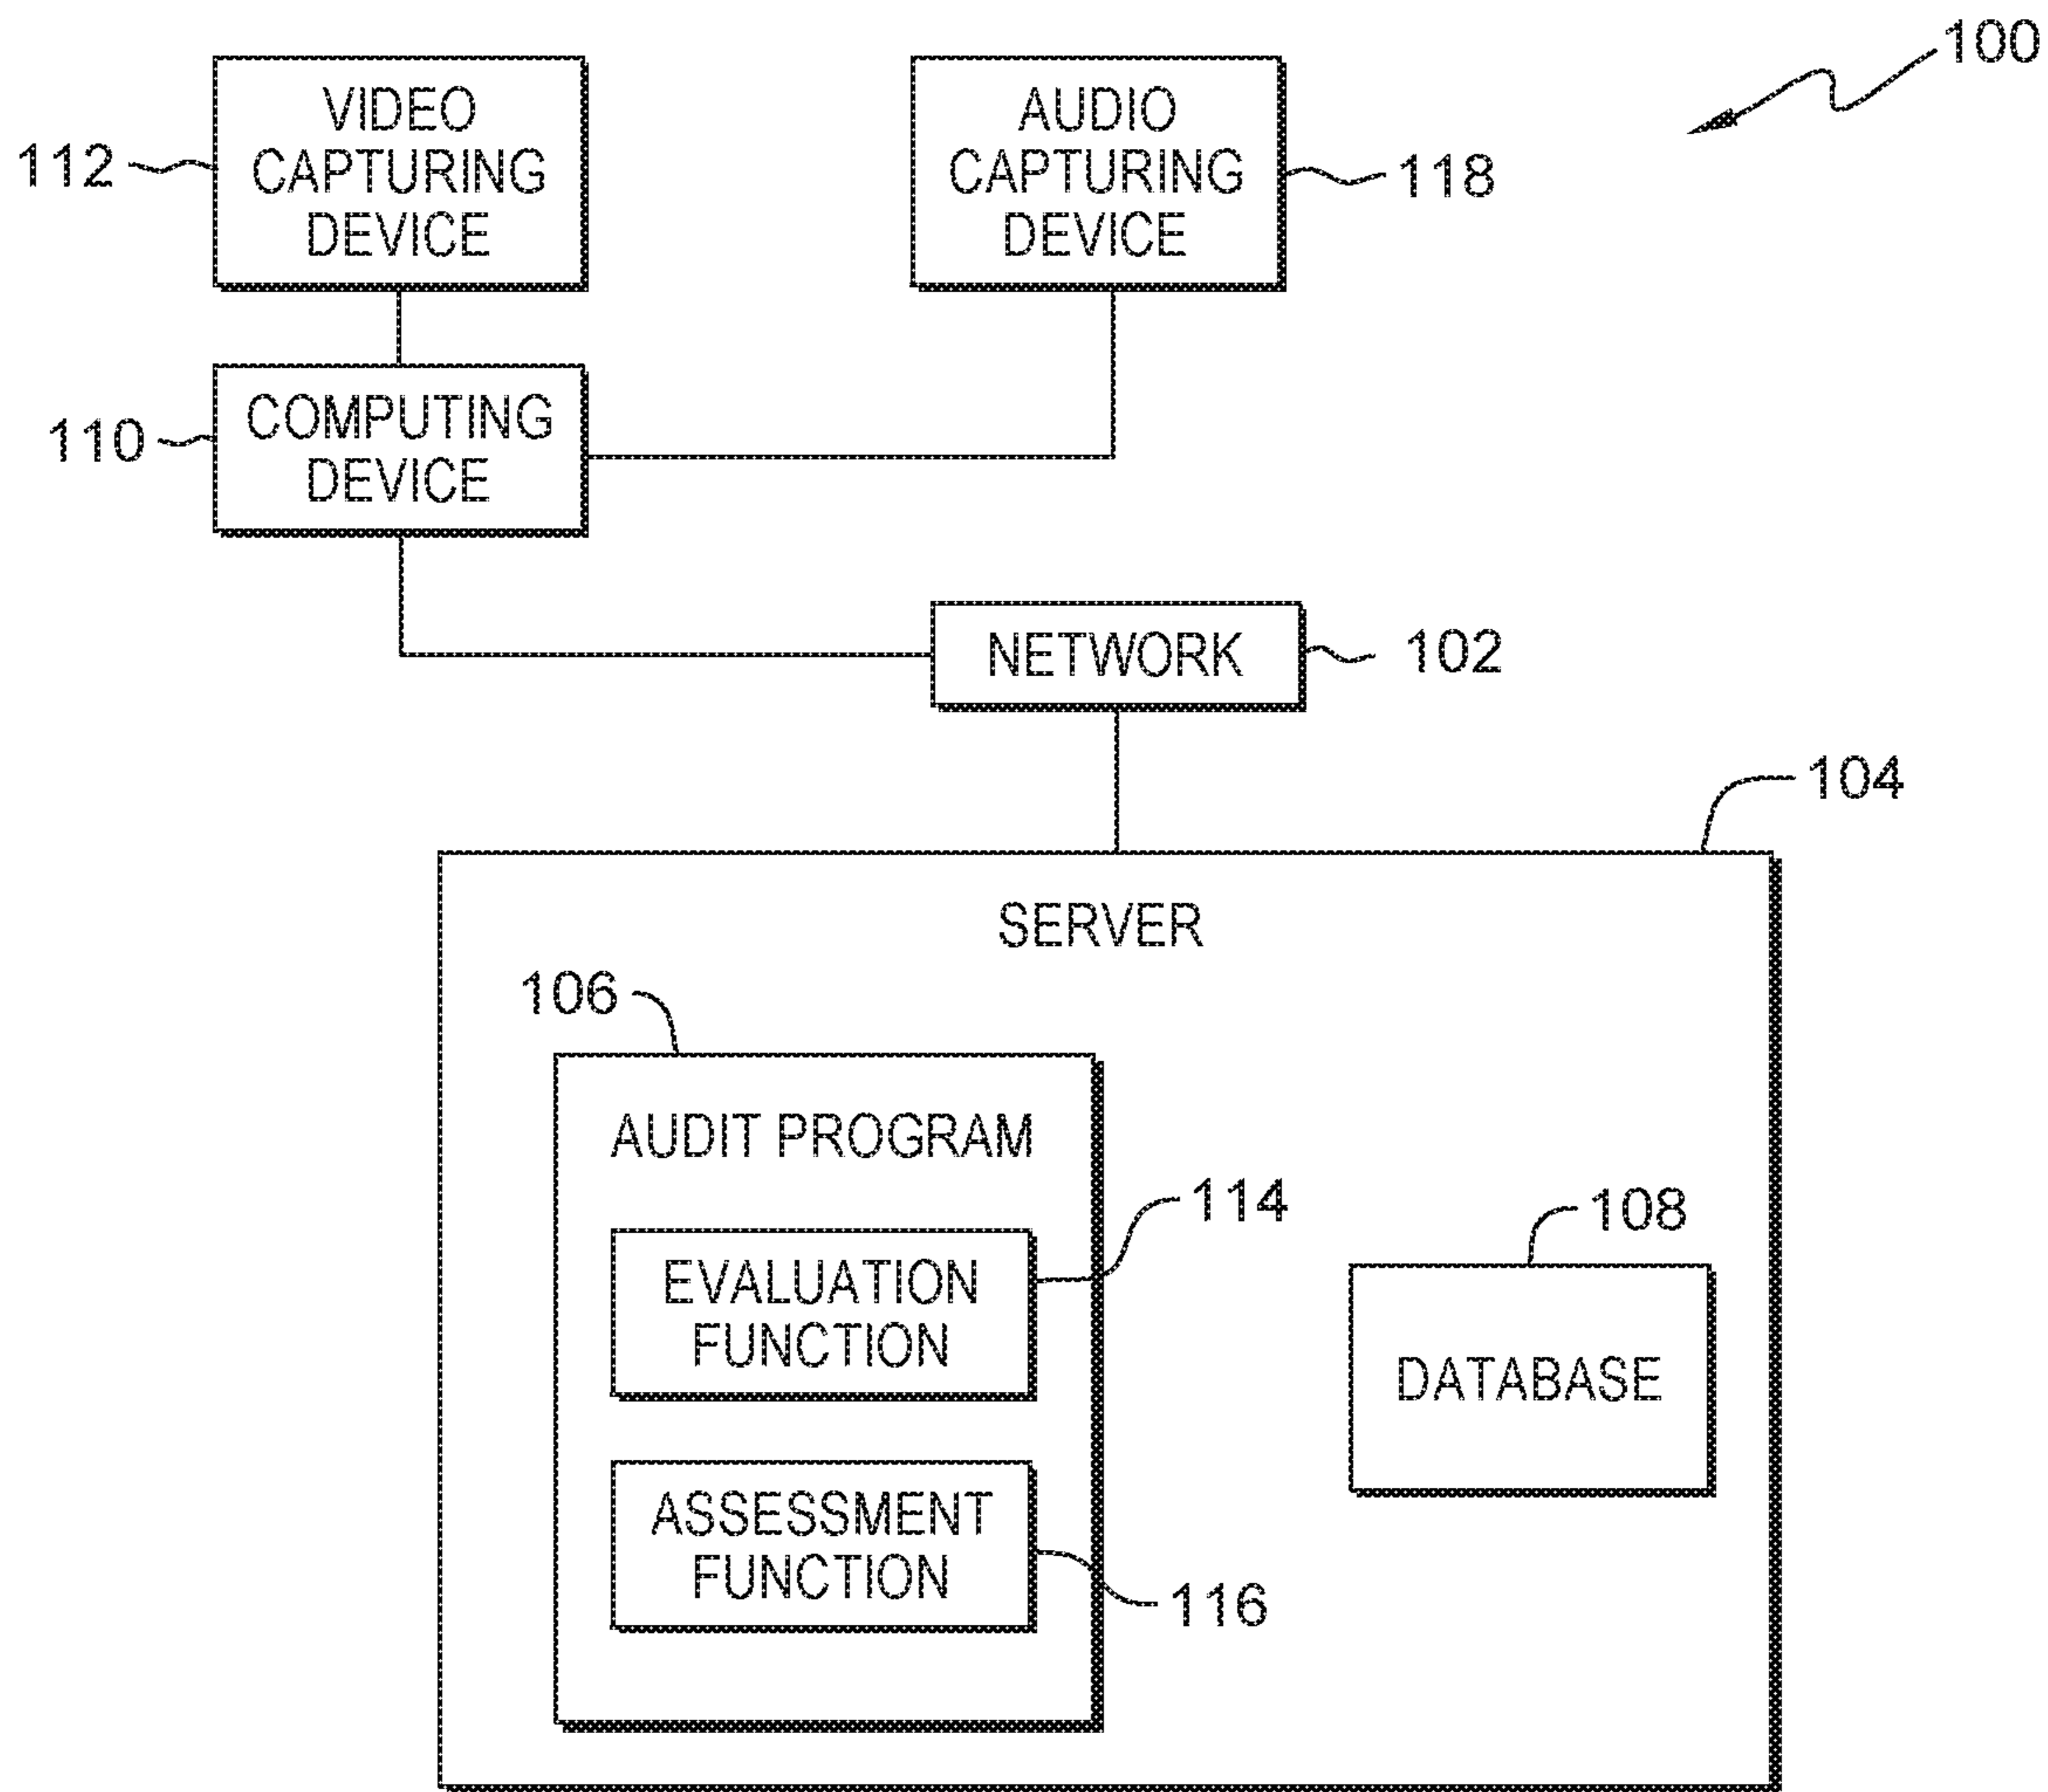 100
VIDEO
CAPTURING
DEVICE
112
AUDIO
CAPTURING
DEVICE
118
COMPUTING
DEVICE
110
NETWORK
102
104
SERVER
106
AUDIT PROGRAM
114
EVALUATION
FUNCTION
108
DATABASE
ASSESSMENT
FUNCTION
116